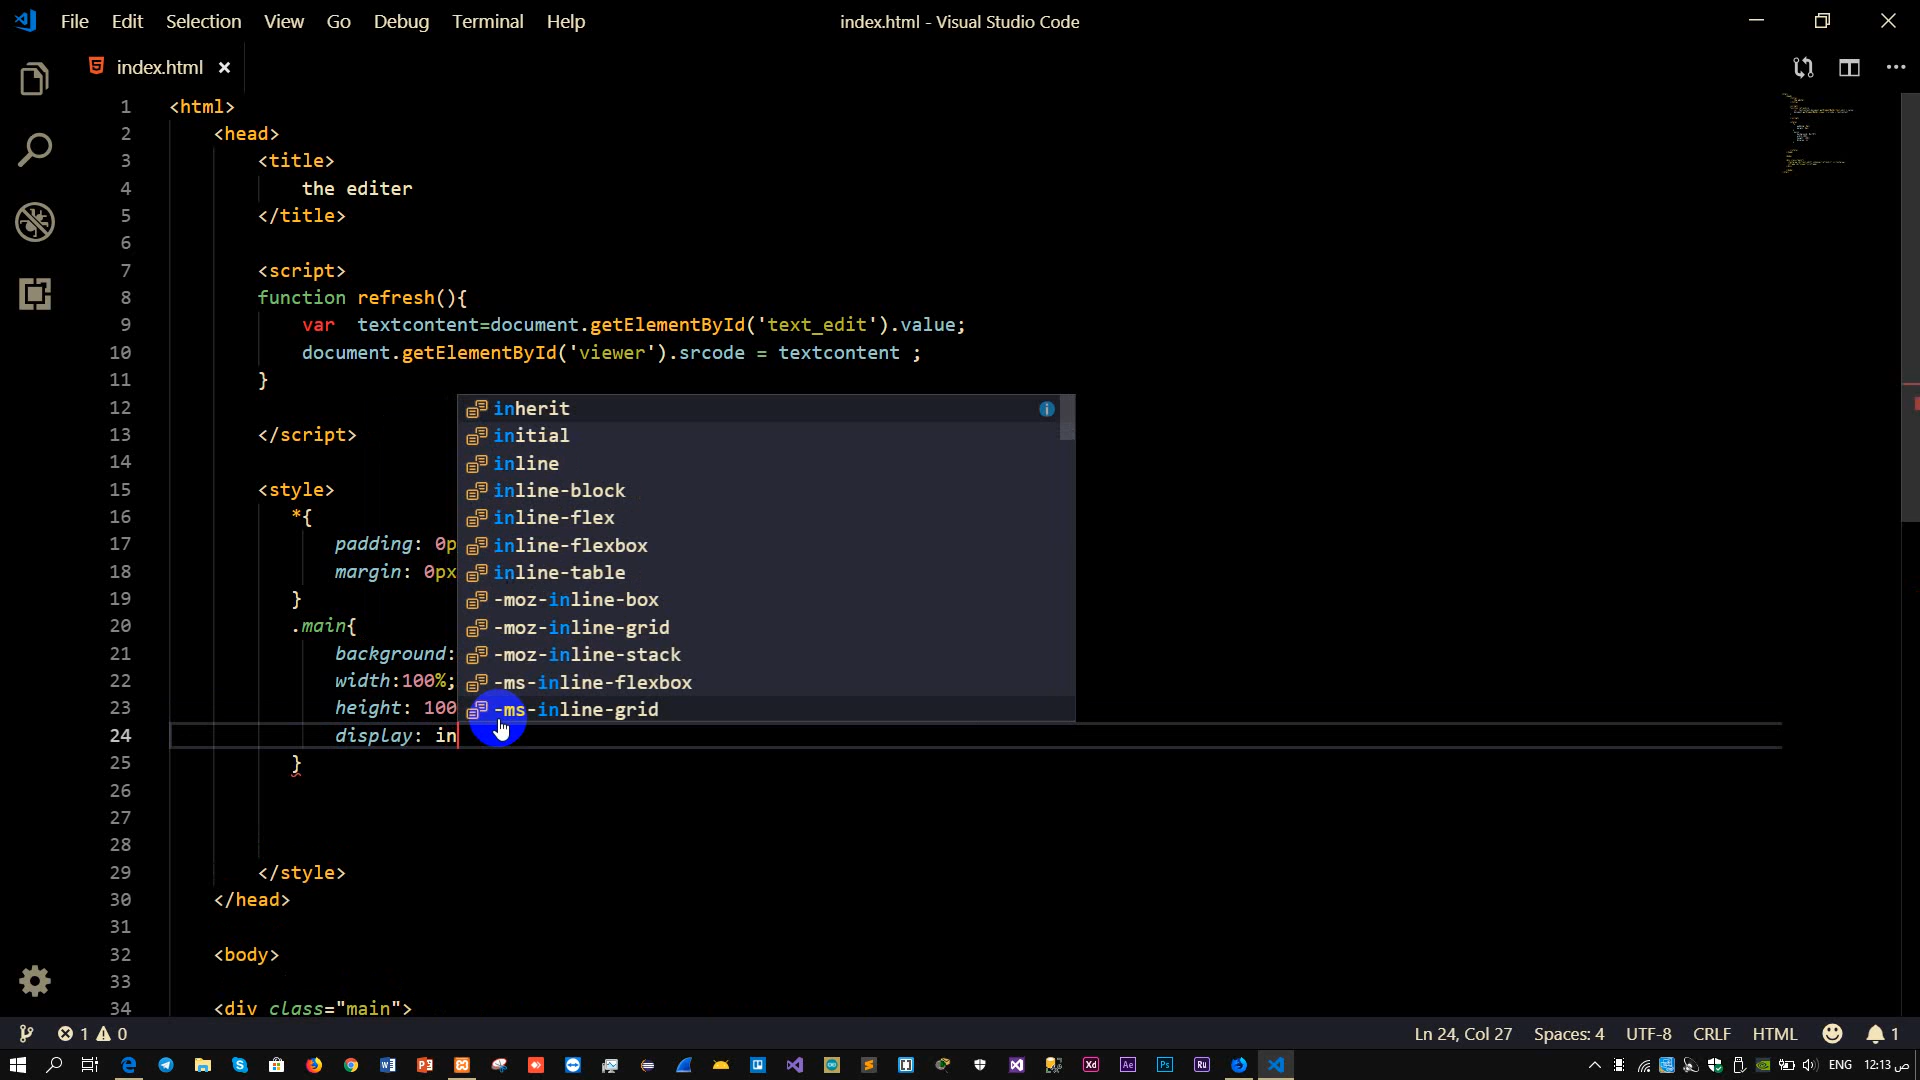 File Edit Selection View Go Debug Terminal Help index.html - Visual Studio Code
index.html
1 <html>
2 <head>
3 <title>
4 the editer
5 </title>
6
7 <script>
8 function refresh(){
9 var textcontent=document.getElementById('text_edit').value;
10 document.getElementById('viewer').srcode = textcontent ;
11 }
12
13 </script>
14
15 <style>
16 *{
17 padding: 0p
18 margin: 0px
19 }
20 .main{
21 background:
22 width:100%;
23 height: 100
24 display: in
25 }
26
27
28
29 </style>
30 </head>
31
32 <body>
33
34 <div class="main">
inherit
initial
inline
inline-block
inline-flex
inline-flexbox
inline-table
-moz-inline-box
-moz-inline-grid
-moz-inline-stack
-ms-inline-flexbox
-ms-inline-grid
1 0 Ln 24, Col 27 Spaces: 4 UTF-8 CRLF HTML 1
ENG 12:13 ص